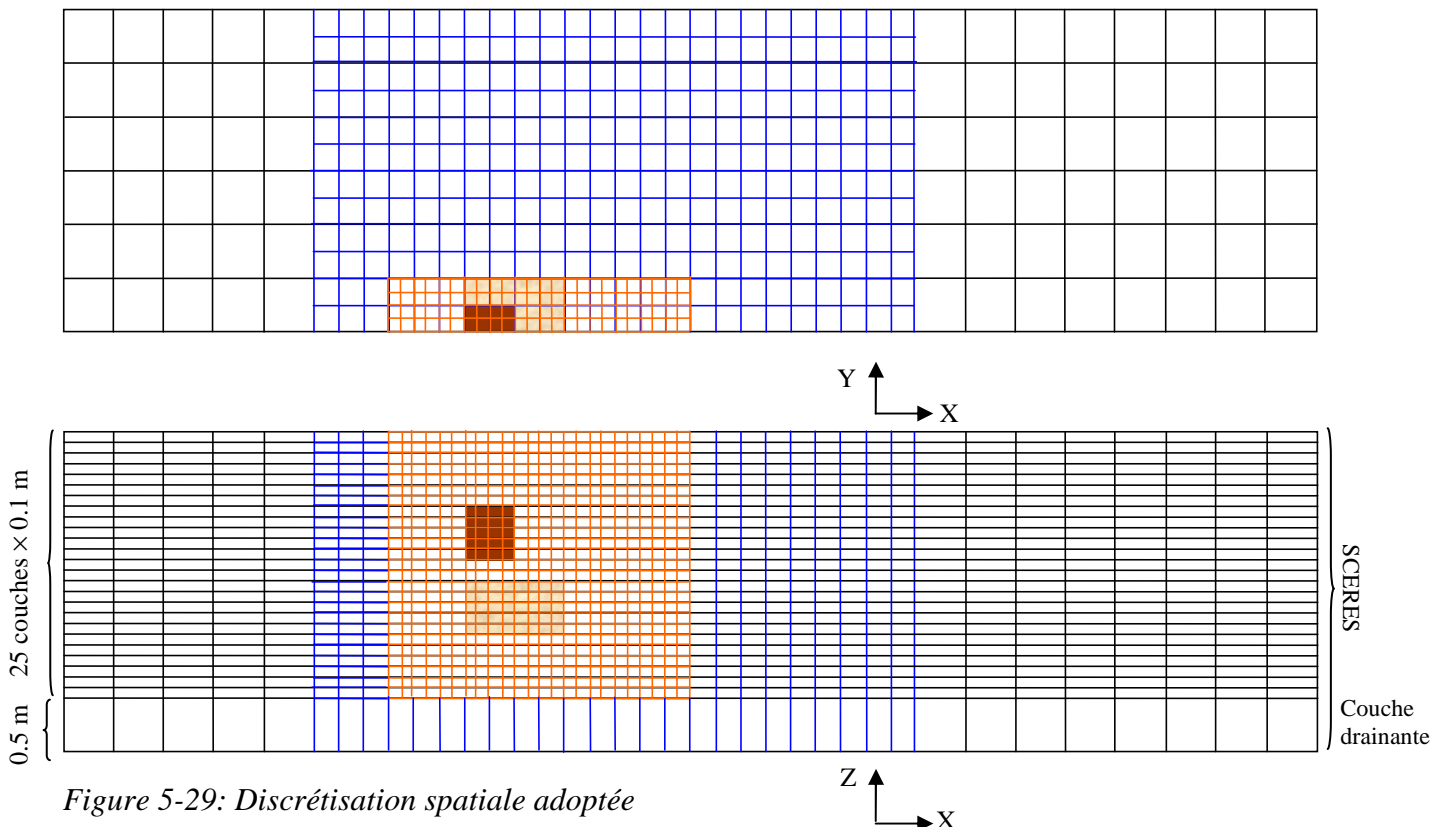 Y
X
25 couches × 0.1 m
0.5 m
SCERES
Couche
drainante
Z
X
Figure 5-29: Discrétisation spatiale adoptée